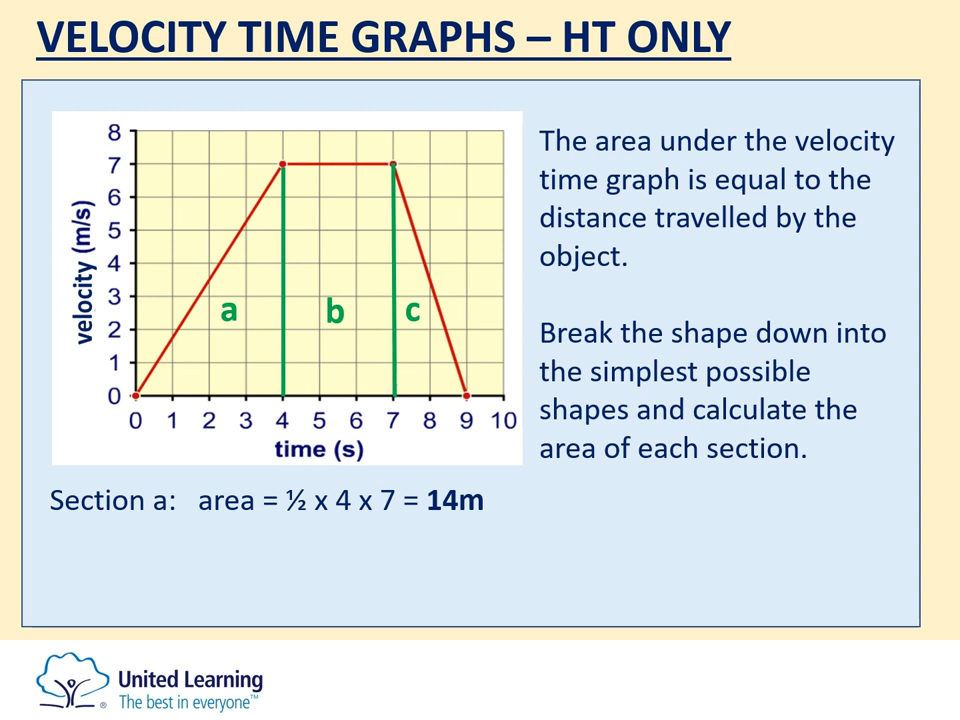 VELOCITY TIME GRAPHS – HT ONLY
8
7
6
5
4
3
2
1
0
velocity (m/s)
a b c
0 1 2 3 4 5 6 7 8 9 10
time (s)
The area under the velocity
time graph is equal to the
distance travelled by the
object.
Break the shape down into
the simplest possible
shapes and calculate the
area of each section.
Section a: area = ½ x 4 x 7 = 14m
United Learning
The best in everyone™
®